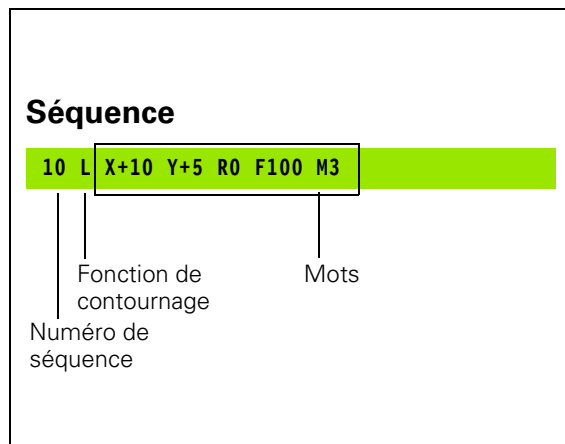 Séquence
10 L X+10 Y+5 R0 F100 M3
Fonction de
contournage
Mots
Numéro de
séquence